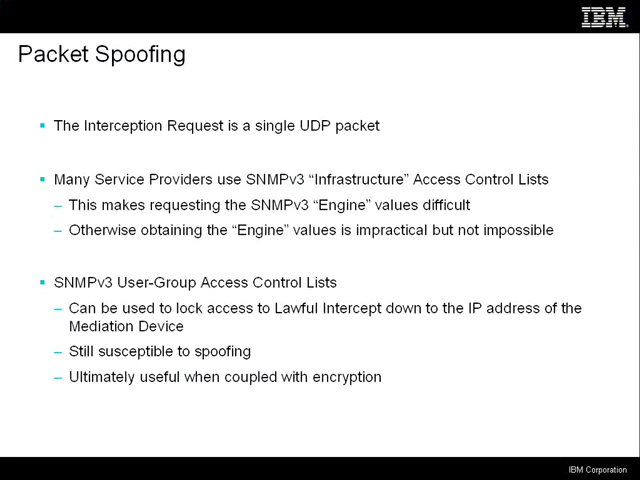 IBM.
Packet Spoofing
▪ The Interception Request is a single UDP packet
▪ Many Service Providers use SNMPv3 “Infrastructure” Access Control Lists
– This makes requesting the SNMPv3 “Engine” values difficult
– Otherwise obtaining the “Engine” values is impractical but not impossible
▪ SNMPv3 User-Group Access Control Lists
– Can be used to lock access to Lawful Intercept down to the IP address of the
Mediation Device
– Still susceptible to spoofing
– Ultimately useful when coupled with encryption
IBM Corporation